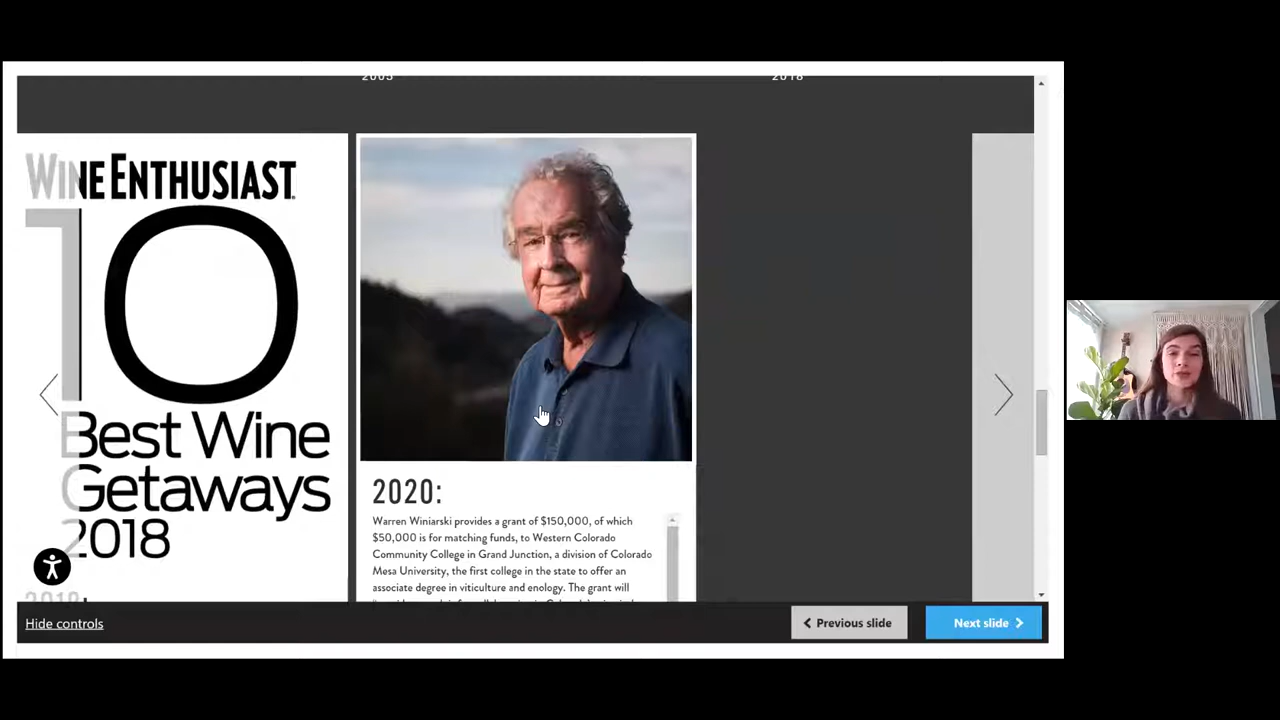 2005
2018
WINE ENTHUSIAST
10
Best Wine
Getaways
2018
2018:
2020:
Warren Winiarski provides a grant of $150,000, of which
$50,000 is for matching funds, to Western Colorado
Community College in Grand Junction, a division of Colorado
Mesa University, the first college in the state to offer an
associate degree in viticulture and enology. The grant will
Hide controls
Previous slide
Next slide